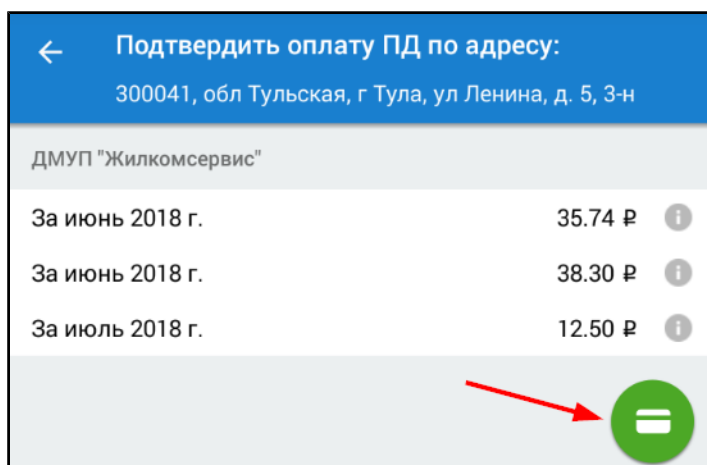 Подтвердить оплату ПД по адресу:
300041, обл Тульская, г Тула, ул Ленина, д. 5, 3-н
ДМУП "Жилкомсервис"
За июнь 2018 г. 35.74 ₽
За июнь 2018 г. 38.30 ₽
За июль 2018 г. 12.50 ₽